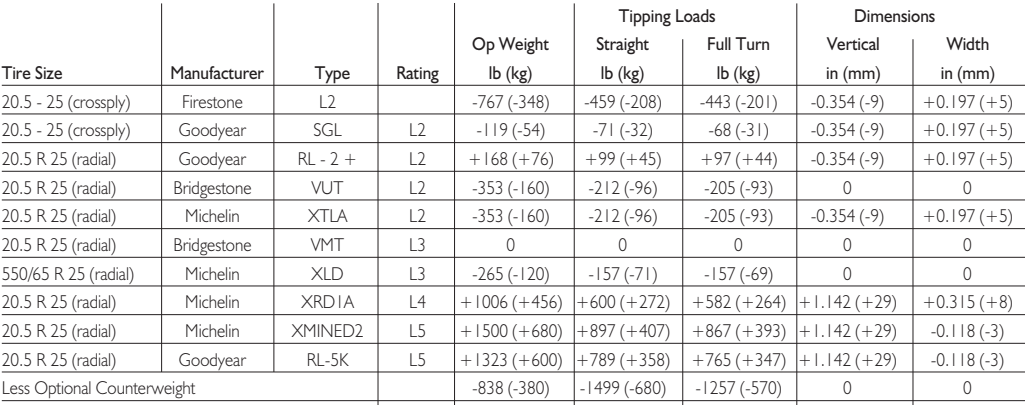 Tipping Loads Dimensions
Op Weight Straight Full Turn Vertical Width
Tire Size Manufacturer Type Rating lb (kg) lb (kg) lb (kg) in (mm) in (mm)
20.5 - 25 (crossply) Firestone L2 -767 (-348) -459 (-208) -443 (-201) -0.354 (-9) +0.197 (+5)
20.5 - 25 (crossply) Goodyear SGL L2 -119 (-54) -71 (-32) -68 (-31) -0.354 (-9) +0.197 (+5)
20.5 R 25 (radial) Goodyear RL - 2 + L2 +168 (+76) +99 (+45) +97 (+44) -0.354 (-9) +0.197 (+5)
20.5 R 25 (radial) Bridgestone VUT L2 -353 (-160) -212 (-96) -205 (-93) 0 0
20.5 R 25 (radial) Michelin XTLA L2 -353 (-160) -212 (-96) -205 (-93) -0.354 (-9) +0.197 (+5)
20.5 R 25 (radial) Bridgestone VMT L3 0 0 0 0 0
550/65 R 25 (radial) Michelin XLD L3 -265 (-120) -157 (-71) -157 (-69) 0 0
20.5 R 25 (radial) Michelin XRD1A L4 +1006 (+456) +600 (+272) +582 (+264) +1.142 (+29) +0.315 (+8)
20.5 R 25 (radial) Michelin XMINED2 L5 +1500 (+680) +897 (+407) +867 (+393) +1.142 (+29) -0.118 (-3)
20.5 R 25 (radial) Goodyear RL-5K L5 +1323 (+600) +789 (+358) +765 (+347) +1.142 (+29) -0.118 (-3)
Less Optional Counterweight -838 (-380) -1499 (-680) -1257 (-570) 0 0